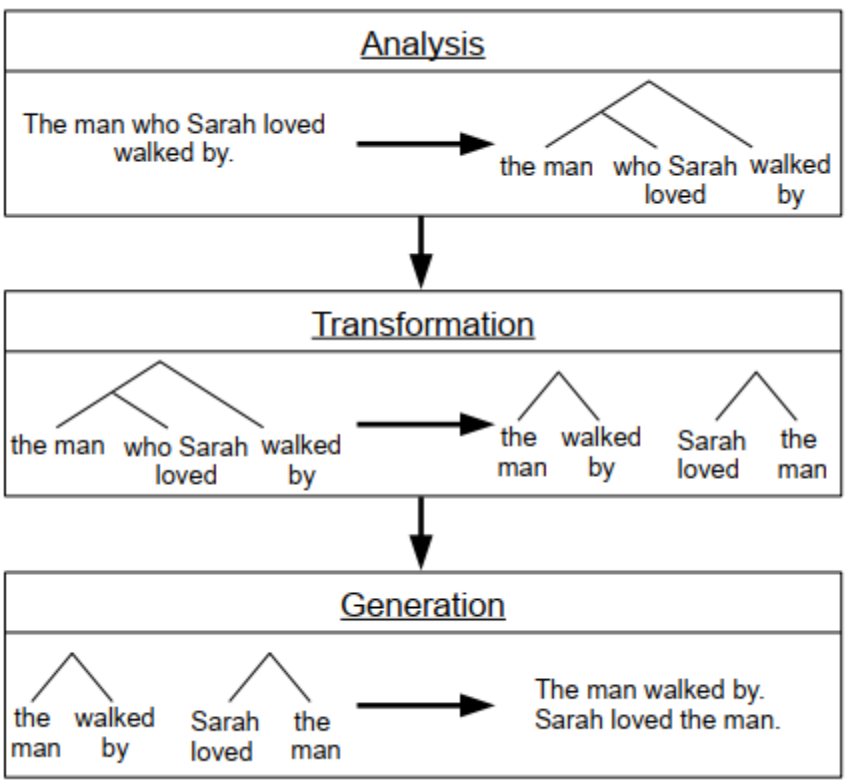 Analysis
The man who Sarah loved
walked by.
the man who Sarah walked
loved by
Transformation
the man who Sarah walked
loved by
the walked Sarah the
man by loved man
Generation
the walked Sarah the
man by loved man
The man walked by.
Sarah loved the man.